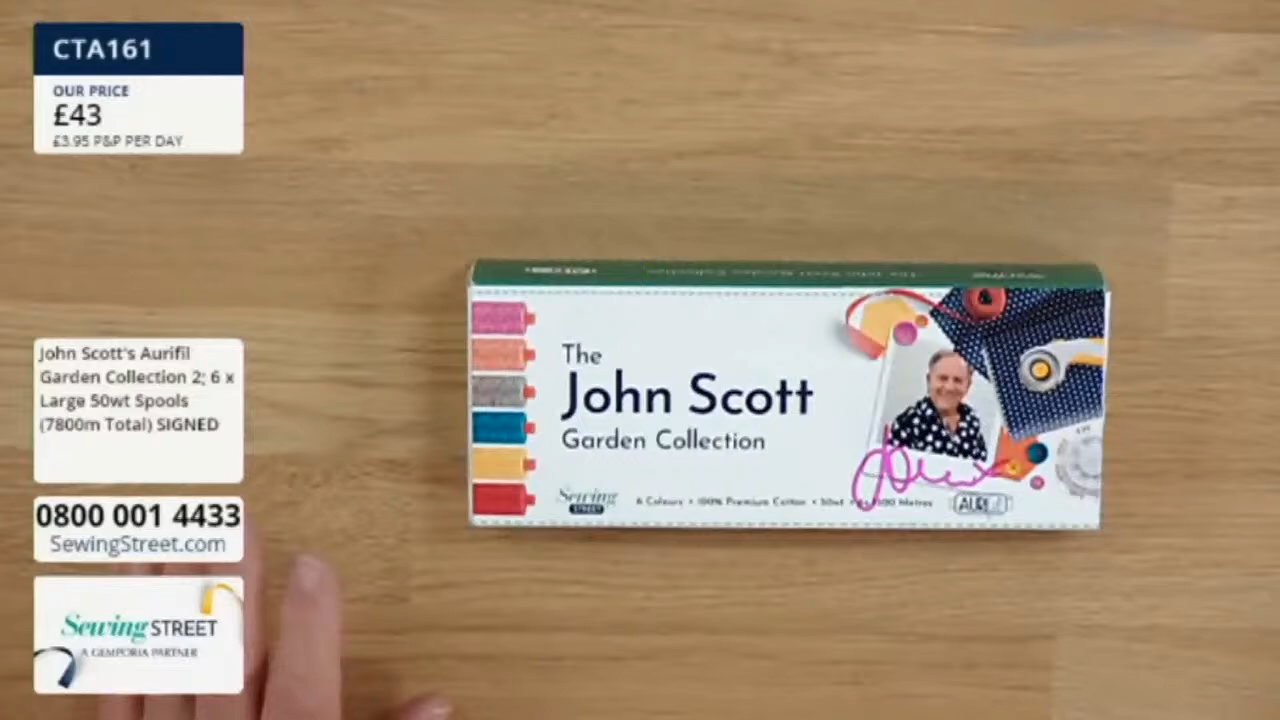 CTA161
OUR PRICE
£43
£3.95 P&P PER DAY
John Scott's Aurifil
Garden Collection 2; 6 x
Large 50wt Spools
(7800m Total) SIGNED
0800 001 4433
SewingStreet.com
Sewing STREET
A GEMPORIA PARTNER
The
John Scott
Garden Collection
Sewing
STREET
6 Colours • 100% Premium Cotton • 50wt
Metres